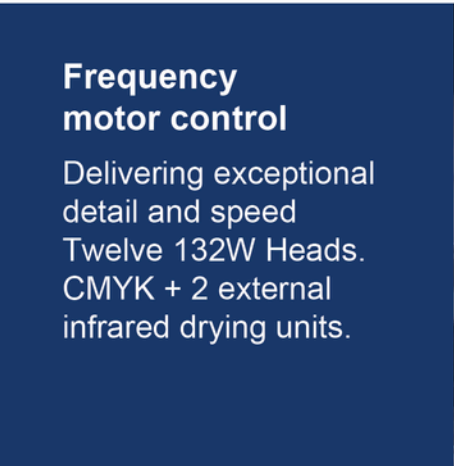 Frequency
motor control
Delivering exceptional
detail and speed
Twelve 132W Heads.
CMYK + 2 external
infrared drying units.